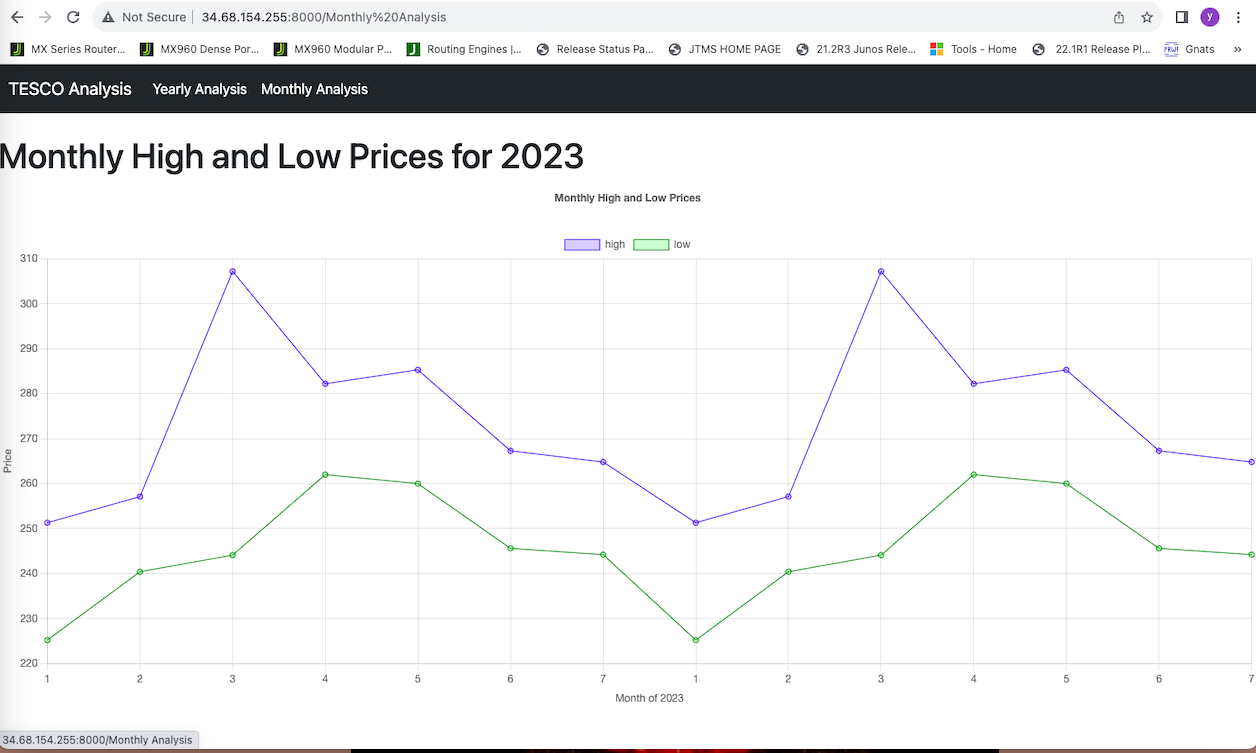 Not Secure 34.68.154.255:8000/Monthly%20Analysis y
MX Series Router... MX960 Dense Por... MX960 Modular P... Routing Engines |... Release Status Pa... JTMS HOME PAGE 21.2R3 Junos Rele... Tools - Home 22.1R1 Release Pl... Gnats »
TESCO Analysis Yearly Analysis Monthly Analysis
Monthly High and Low Prices for 2023
Monthly High and Low Prices
high low
310
300
290
280
270
260
250
240
230
220
Price
1 2 3 4 5 6 7 1 2 3 4 5 6 7
Month of 2023
34.68.154.255:8000/Monthly Analysis